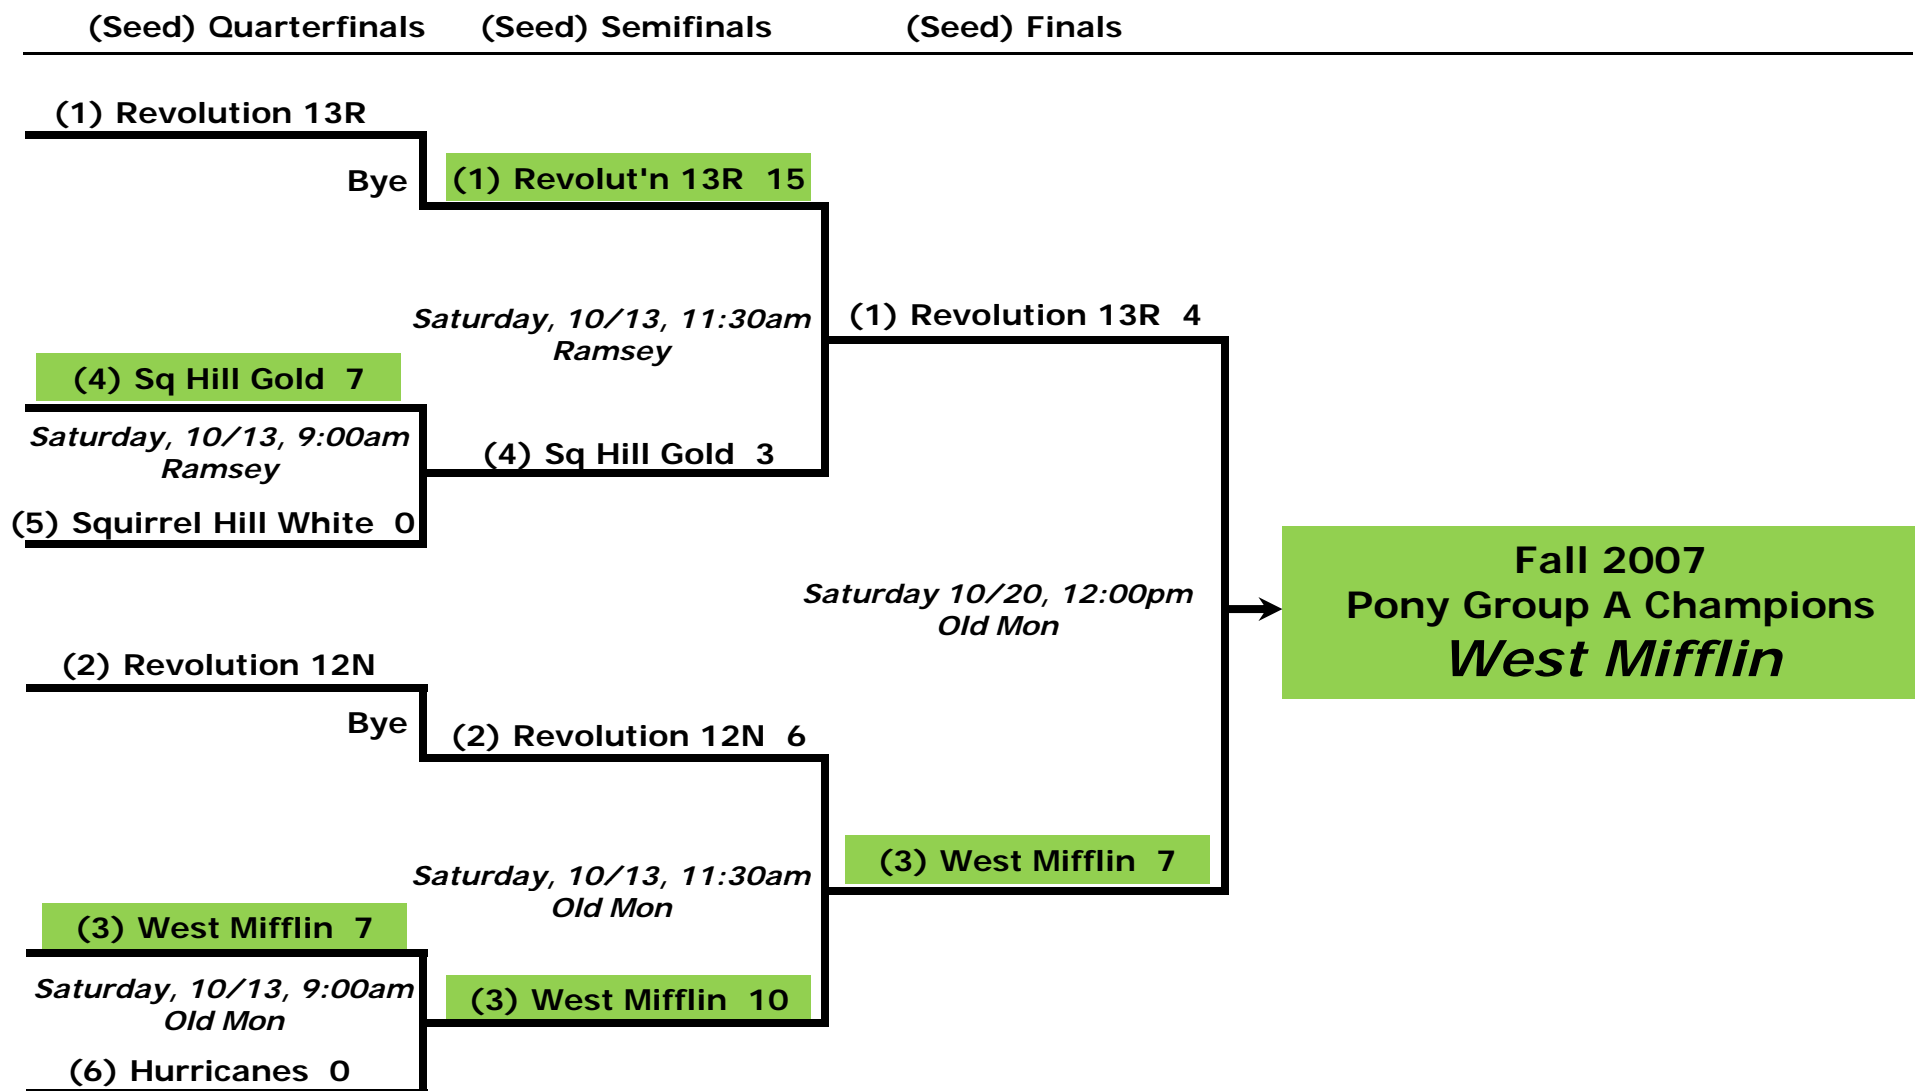 (Seed) Quarterfinals (Seed) Semifinals (Seed) Finals
(1) Revolution 13R
Bye
(1) Revolut'n 13R 15
Saturday, 10/13, 11:30am
Ramsey
(1) Revolution 13R 4
(4) Sq Hill Gold 7
Saturday, 10/13, 9:00am
Ramsey
(4) Sq Hill Gold 3
(5) Squirrel Hill White 0
Saturday 10/20, 12:00pm
Old Mon
Fall 2007
Pony Group A Champions
West Mifflin
(2) Revolution 12N
Bye
(2) Revolution 12N 6
Saturday, 10/13, 11:30am
Old Mon
(3) West Mifflin 7
(3) West Mifflin 7
Saturday, 10/13, 9:00am
Old Mon
(3) West Mifflin 10
(6) Hurricanes 0